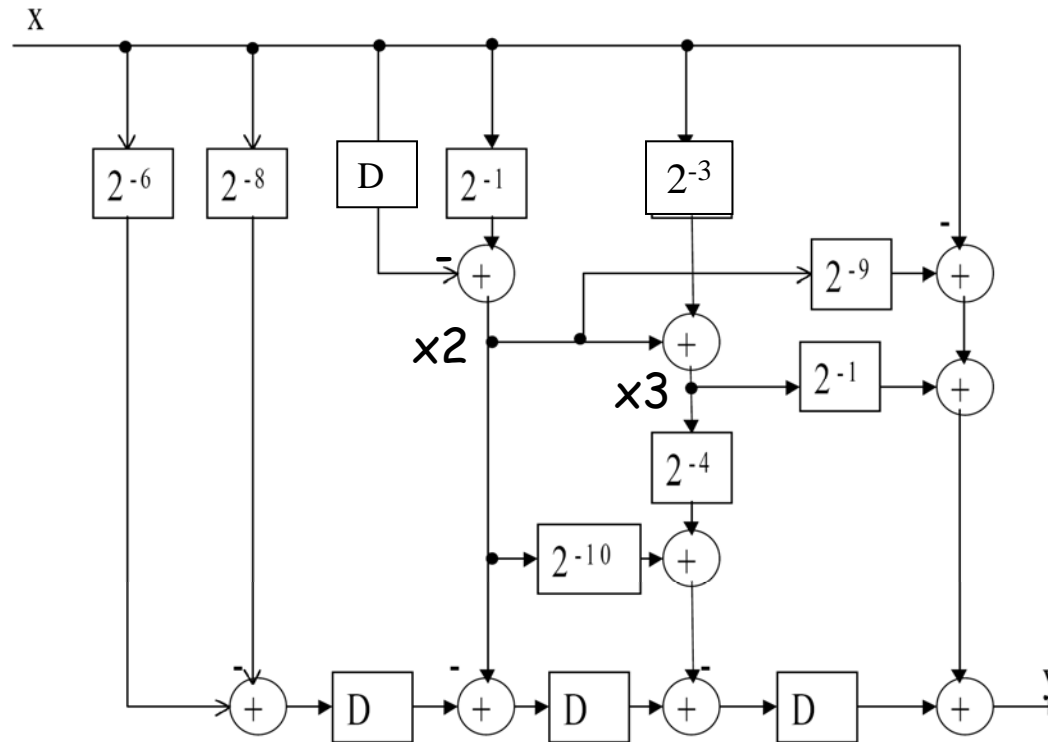 X
2⁻⁶ 2⁻⁸ D 2⁻¹ 2⁻³
-
- + 2⁻⁹ +
x2 +
x3 2⁻¹ +
2⁻⁴
2⁻¹⁰ +
- - -
+ D + D + D + y